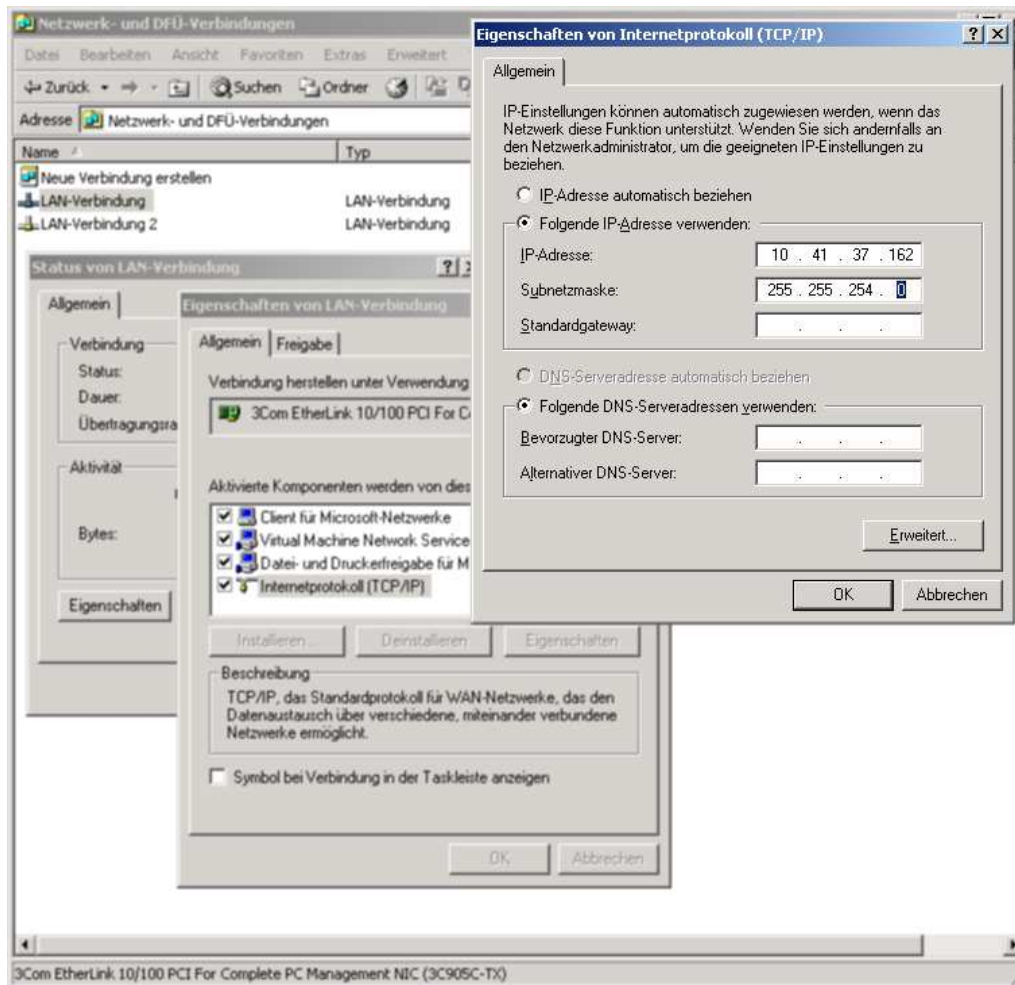 Netzwerk- und DFÜ-Verbindungen
Datei Bearbeiten Ansicht Favoriten Extras Erweitert
Zurück Suchen Ordner
Adresse Netzwerk- und DFÜ-Verbindungen
Name Typ
Neue Verbindung erstellen
LAN-Verbindung LAN-Verbindung
LAN-Verbindung 2 LAN-Verbindung
Status von LAN-Verbindung
Allgemein
Verbindung
Status:
Dauer:
Übertragungsra
Aktivität
Bytes:
Eigenschaften
Eigenschaften von LAN-Verbindung
Allgemein Freigabe
Verbindung herstellen unter Verwendung
3Com EtherLink 10/100 PCI For C
Aktivierte Komponenten werden von dies
Client für Microsoft-Netzwerke
Virtual Machine Network Service
Datei- und Druckerfreigabe für M
Internetprotokoll (TCP/IP)
Installieren... Deinstallieren Eigenschaften
Beschreibung
TCP/IP, das Standardprotokoll für WAN-Netzwerke, das den
Datenaustausch über verschiedene, miteinander verbundene
Netzwerke ermöglicht.
Symbol bei Verbindung in der Taskleiste anzeigen
OK Abbrechen
Eigenschaften von Internetprotokoll (TCP/IP)
Allgemein
IP-Einstellungen können automatisch zugewiesen werden, wenn das
Netzwerk diese Funktion unterstützt. Wenden Sie sich andernfalls an
den Netzwerkadministrator, um die geeigneten IP-Einstellungen zu
beziehen.
IP-Adresse automatisch beziehen
Folgende IP-Adresse verwenden:
IP-Adresse: 10 . 41 . 37 . 162
Subnetzmaske: 255 . 255 . 254 . 0
Standardgateway: . . .
DNS-Serveradresse automatisch beziehen
Folgende DNS-Serveradressen verwenden:
Bevorzugter DNS-Server: . . .
Alternativer DNS-Server: . . .
Erweitert...
OK Abbrechen
3Com EtherLink 10/100 PCI For Complete PC Management NIC (3C905C-TX)